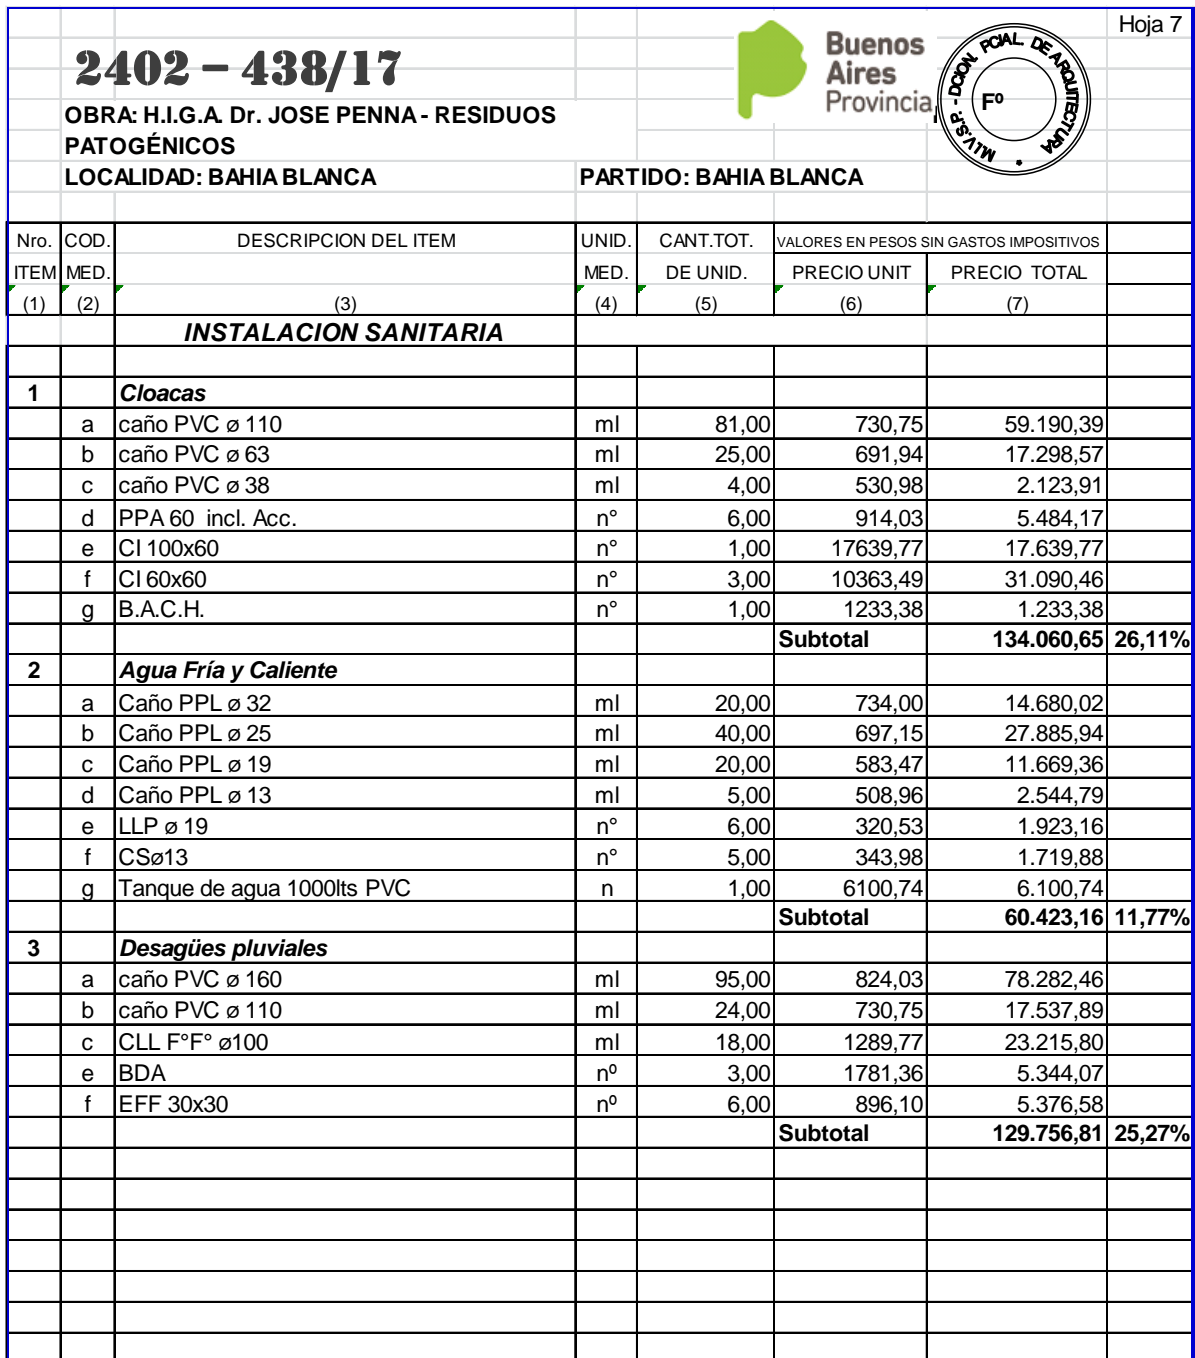 Hoja 7
2402 – 438/17
Buenos
Aires
Provincia
M.I.V.S.P. - DCION. PCIAL. DE ARQUITECTURA
Fº
OBRA: H.I.G.A. Dr. JOSE PENNA - RESIDUOS
PATOGÉNICOS
LOCALIDAD: BAHIA BLANCA PARTIDO: BAHIA BLANCA
Nro. COD. DESCRIPCION DEL ITEM UNID. CANT.TOT. VALORES EN PESOS SIN GASTOS IMPOSITIVOS
ITEM MED. MED. DE UNID. PRECIO UNIT PRECIO TOTAL
(1) (2) (3) (4) (5) (6) (7)
INSTALACION SANITARIA
1 Cloacas
a caño PVC ø 110 ml 81,00 730,75 59.190,39
b caño PVC ø 63 ml 25,00 691,94 17.298,57
c caño PVC ø 38 ml 4,00 530,98 2.123,91
d PPA 60 incl. Acc. n° 6,00 914,03 5.484,17
e CI 100x60 n° 1,00 17639,77 17.639,77
f CI 60x60 n° 3,00 10363,49 31.090,46
g B.A.C.H. n° 1,00 1233,38 1.233,38
Subtotal 134.060,65 26,11%
2 Agua Fría y Caliente
a Caño PPL ø 32 ml 20,00 734,00 14.680,02
b Caño PPL ø 25 ml 40,00 697,15 27.885,94
c Caño PPL ø 19 ml 20,00 583,47 11.669,36
d Caño PPL ø 13 ml 5,00 508,96 2.544,79
e LLP ø 19 n° 6,00 320,53 1.923,16
f CSø13 n° 5,00 343,98 1.719,88
g Tanque de agua 1000lts PVC n 1,00 6100,74 6.100,74
Subtotal 60.423,16 11,77%
3 Desagües pluviales
a caño PVC ø 160 ml 95,00 824,03 78.282,46
b caño PVC ø 110 ml 24,00 730,75 17.537,89
c CLL F°F° ø100 ml 18,00 1289,77 23.215,80
e BDA nº 3,00 1781,36 5.344,07
f EFF 30x30 nº 6,00 896,10 5.376,58
Subtotal 129.756,81 25,27%